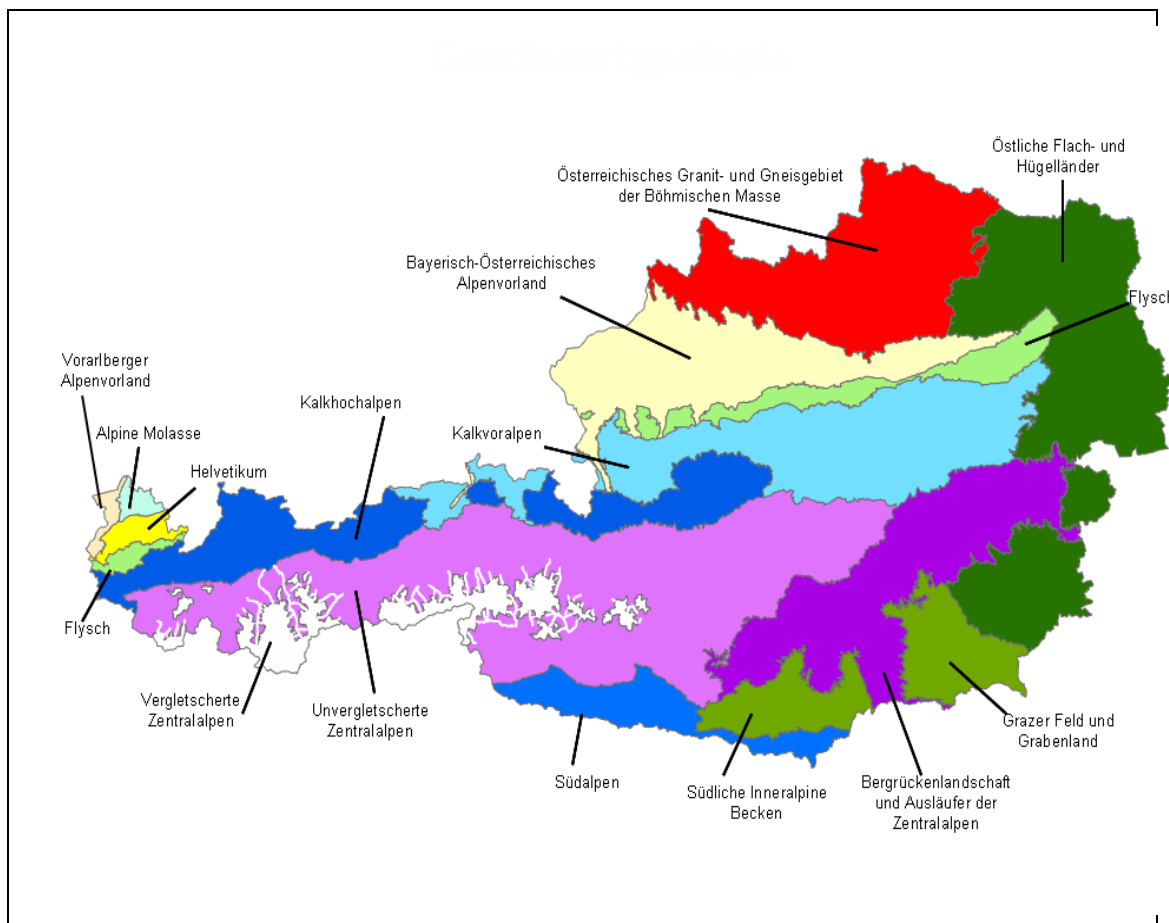 Östliche Flach- und
Hügelländer
Österreichisches Granit- und Gneisgebiet
der Böhmischen Masse
Bayerisch-Österreichisches
Alpenvorland
Flysch
Vorarlberger
Alpenvorland
Kalkhochalpen
Alpine Molasse
Kalkvoralpen
Helvetikum
Flysch
Vergletscherte
Zentralalpen
Unvergletscherte
Zentralalpen
Südalpen
Südliche Inneralpine
Becken
Bergrückenlandschaft
und Ausläufer der
Zentralalpen
Grazer Feld und
Grabenland